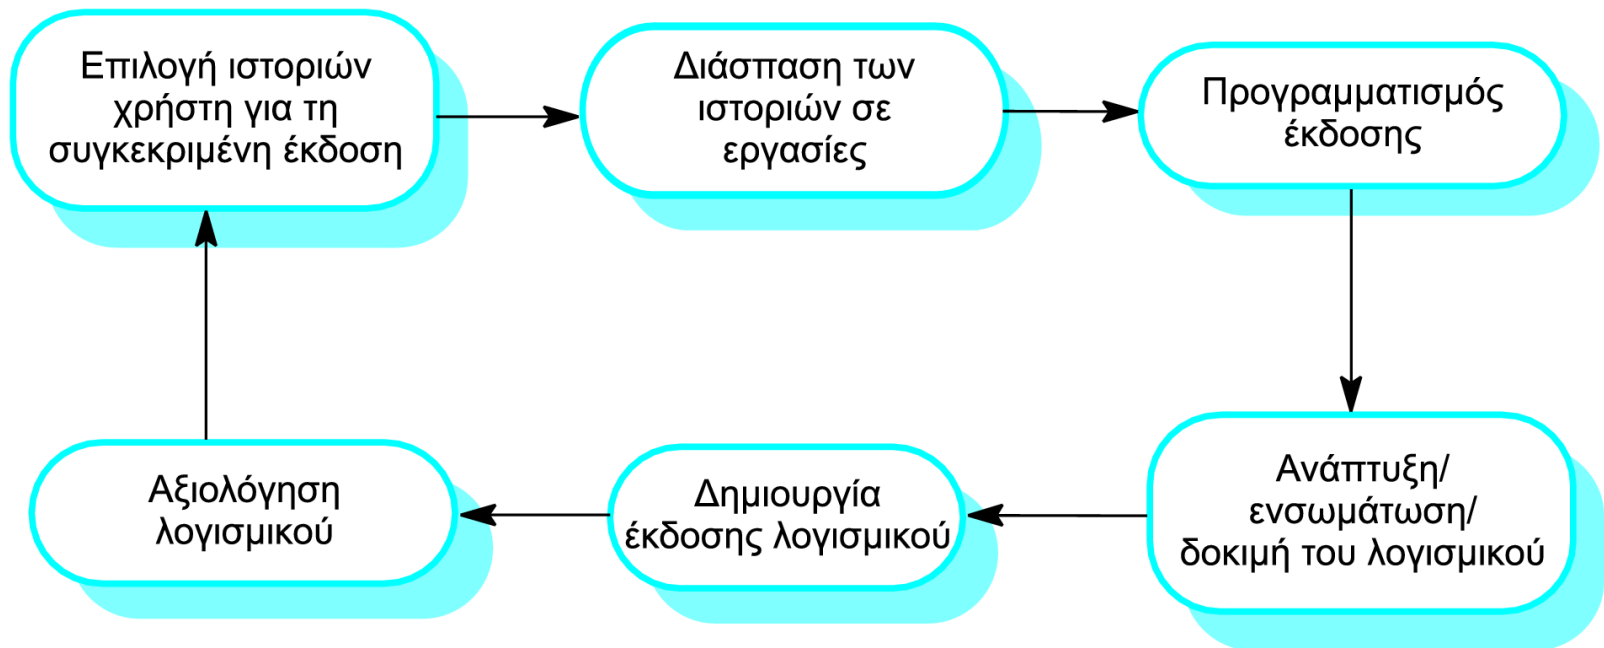 Επιλογή ιστοριών
χρήστη για τη
συγκεκριμένη έκδοση
Διάσπαση των
ιστοριών σε
εργασίες
Προγραμματισμός
έκδοσης
Ανάπτυξη/
ενσωμάτωση/
δοκιμή του λογισμικού
Δημιουργία
έκδοσης λογισμικού
Αξιολόγηση
λογισμικού